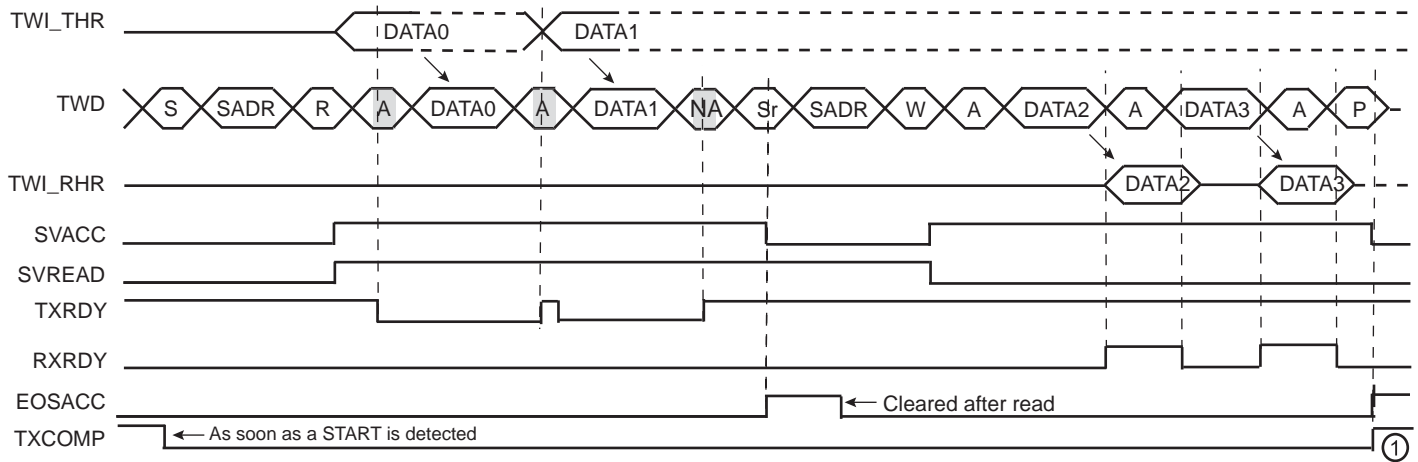 TWI_THR DATA0 DATA1
TWD S SADR R A DATA0 A DATA1 NA Sr SADR W A DATA2 A DATA3 A P
TWI_RHR DATA2 DATA3
SVACC
SVREAD
TXRDY
RXRDY
EOSACC Cleared after read
TXCOMP As soon as a START is detected 1